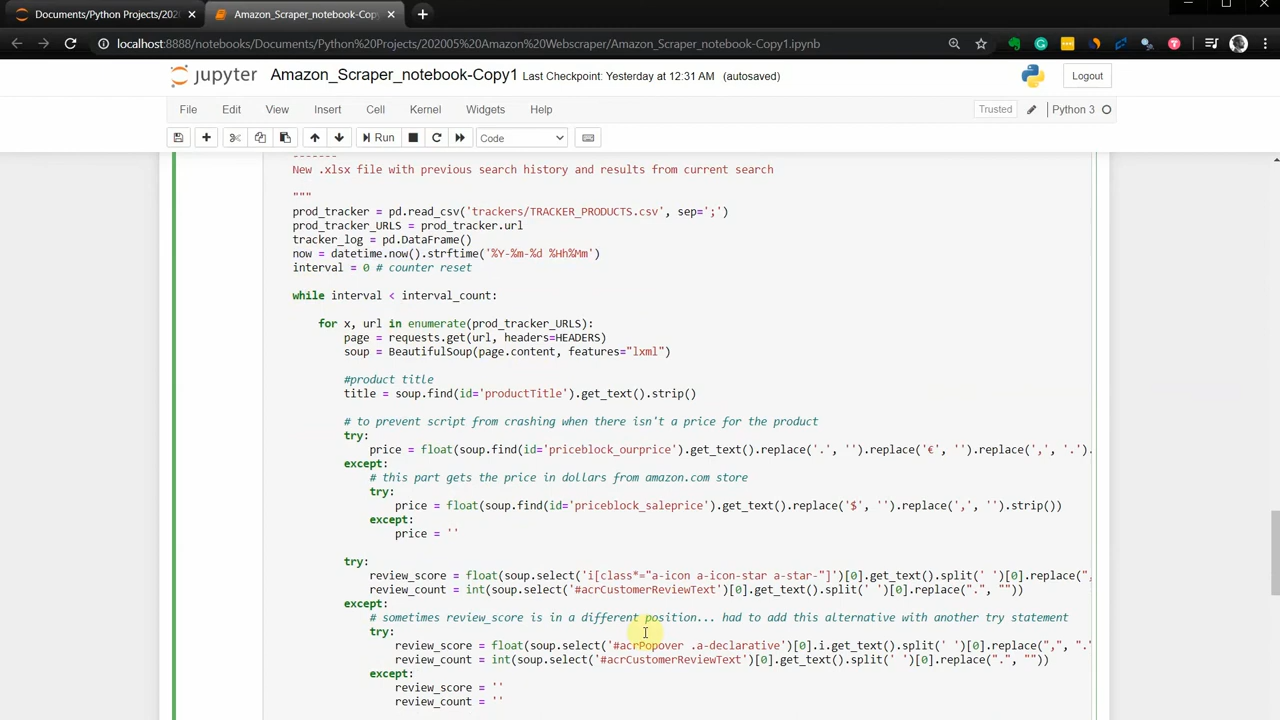 Documents/Python Projects/202
Amazon_Scraper_notebook-Cop
localhost:8888/notebooks/Documents/Python%20Projects/202005%20Amazon%20Webscraper/Amazon_Scraper_notebook-Copy1.ipynb
jupyter Amazon_Scraper_notebook-Copy1 Last Checkpoint: Yesterday at 12:31 AM (autosaved)
Logout
File Edit View Insert Cell Kernel Widgets Help
Trusted Python 3
Run Code
-------
New .xlsx file with previous search history and results from current search
"""
prod_tracker = pd.read_csv('trackers/TRACKER_PRODUCTS.csv', sep=';')
prod_tracker_URLS = prod_tracker.url
tracker_log = pd.DataFrame()
now = datetime.now().strftime('%Y-%m-%d %Hh%Mm')
interval = 0 # counter reset
while interval < interval_count:
for x, url in enumerate(prod_tracker_URLS):
page = requests.get(url, headers=HEADERS)
soup = BeautifulSoup(page.content, features="lxml")
#product title
title = soup.find(id='productTitle').get_text().strip()
# to prevent script from crashing when there isn't a price for the product
try:
price = float(soup.find(id='priceblock_ourprice').get_text().replace('.', '').replace('€', '').replace(',', '.').
except:
# this part gets the price in dollars from amazon.com store
try:
price = float(soup.find(id='priceblock_saleprice').get_text().replace('$', '').replace(',', '').strip())
except:
price = ''
try:
review_score = float(soup.select('i[class*="a-icon a-icon-star a-star-"]')[0].get_text().split(' ')[0].replace(",
review_count = int(soup.select('#acrCustomerReviewText')[0].get_text().split(' ')[0].replace(".", ""))
except:
# sometimes review_score is in a different position... had to add this alternative with another try statement
try:
review_score = float(soup.select('#acrPopover .a-declarative')[0].i.get_text().split(' ')[0].replace(",", ".'
review_count = int(soup.select('#acrCustomerReviewText')[0].get_text().split(' ')[0].replace(".", ""))
except:
review_score = ''
review_count = ''